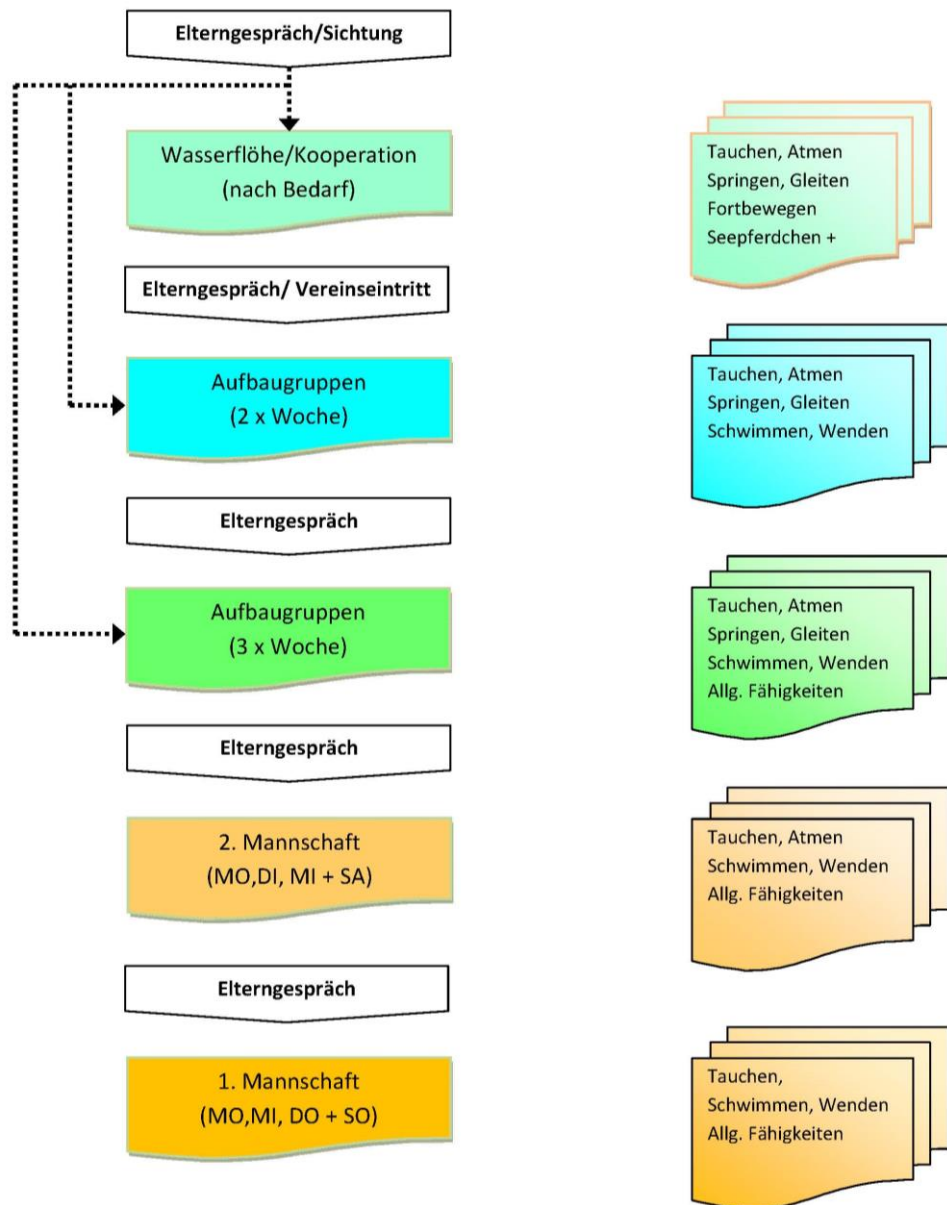 Elterngespräch/Sichtung
Wasserflöhe/Kooperation
(nach Bedarf)
Tauchen, Atmen
Springen, Gleiten
Fortbewegen
Seepferdchen +
Elterngespräch/ Vereinseintritt
Aufbaugruppen
(2 x Woche)
Tauchen, Atmen
Springen, Gleiten
Schwimmen, Wenden
Elterngespräch
Aufbaugruppen
(3 x Woche)
Tauchen, Atmen
Springen, Gleiten
Schwimmen, Wenden
Allg. Fähigkeiten
Elterngespräch
2. Mannschaft
(MO,DI, MI + SA)
Tauchen, Atmen
Schwimmen, Wenden
Allg. Fähigkeiten
Elterngespräch
1. Mannschaft
(MO,MI, DO + SO)
Tauchen,
Schwimmen, Wenden
Allg. Fähigkeiten